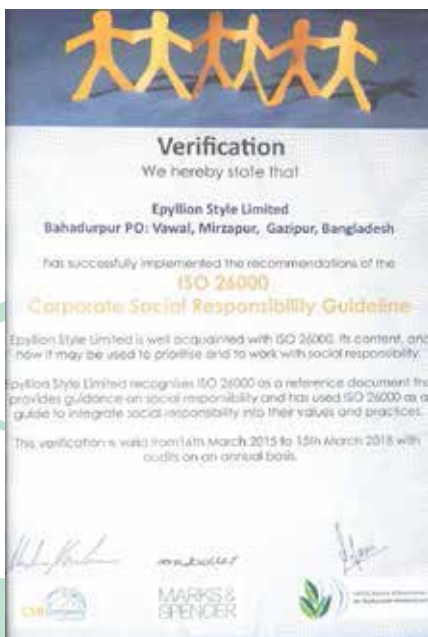 Verification
We hereby state that
Epyllion Style Limited
Bahadurpur PO: Vawal, Mirzapur, Gazipur, Bangladesh
has successfully implemented the recommendations of the
ISO 26000
Corporate Social Responsibility Guideline
Epyllion Style Limited is well acquainted with ISO 26000, its content, and
how it may be used to prioritise and to work with social responsibility.
Epyllion Style Limited recognises ISO 26000 as a reference document tha
provides guidance on social responsibility and has used ISO 26000 as a
guide to integrate social responsibility into their values and practices.
This verification is valid from 16th March 2015 to 15th March 2018 with
audits on an annual basis.
CSR
MARKS &
SPENCER